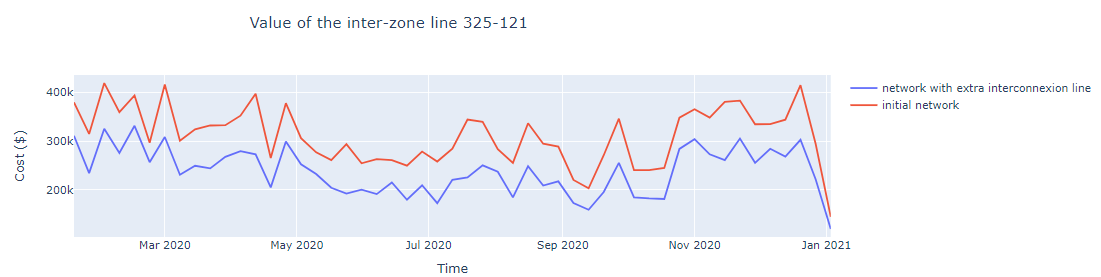 Value of the inter-zone line 325-121
Cost ($)
400k
300k
200k
Mar 2020
May 2020
Jul 2020
Sep 2020
Nov 2020
Jan 2021
Time
network with extra interconnexion line
initial network